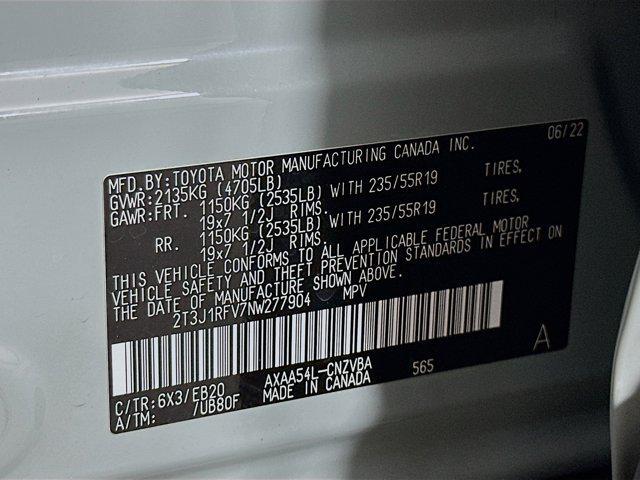 MFD. BY: TOYOTA MOTOR MANUFACTURING CANADA INC. 06/22
GVWR: 2135KG (4705LB)
GAWR: FRT. 1150KG (2535LB) WITH 235/55R19 TIRES,
19x7 1/2J RIMS.
RR. 1150KG (2535LB) WITH 235/55R19 TIRES,
19x7 1/2J RIMS.
THIS VEHICLE CONFORMS TO ALL APPLICABLE FEDERAL MOTOR
VEHICLE SAFETY AND THEFT PREVENTION STANDARDS IN EFFECT ON
THE DATE OF MANUFACTURE SHOWN ABOVE.
2T3J1RFV7NW277904 MPV
A
C/TR: 6X3/EB20 AXAA54L-CNZVBA 565
A/TM: /UB80F MADE IN CANADA